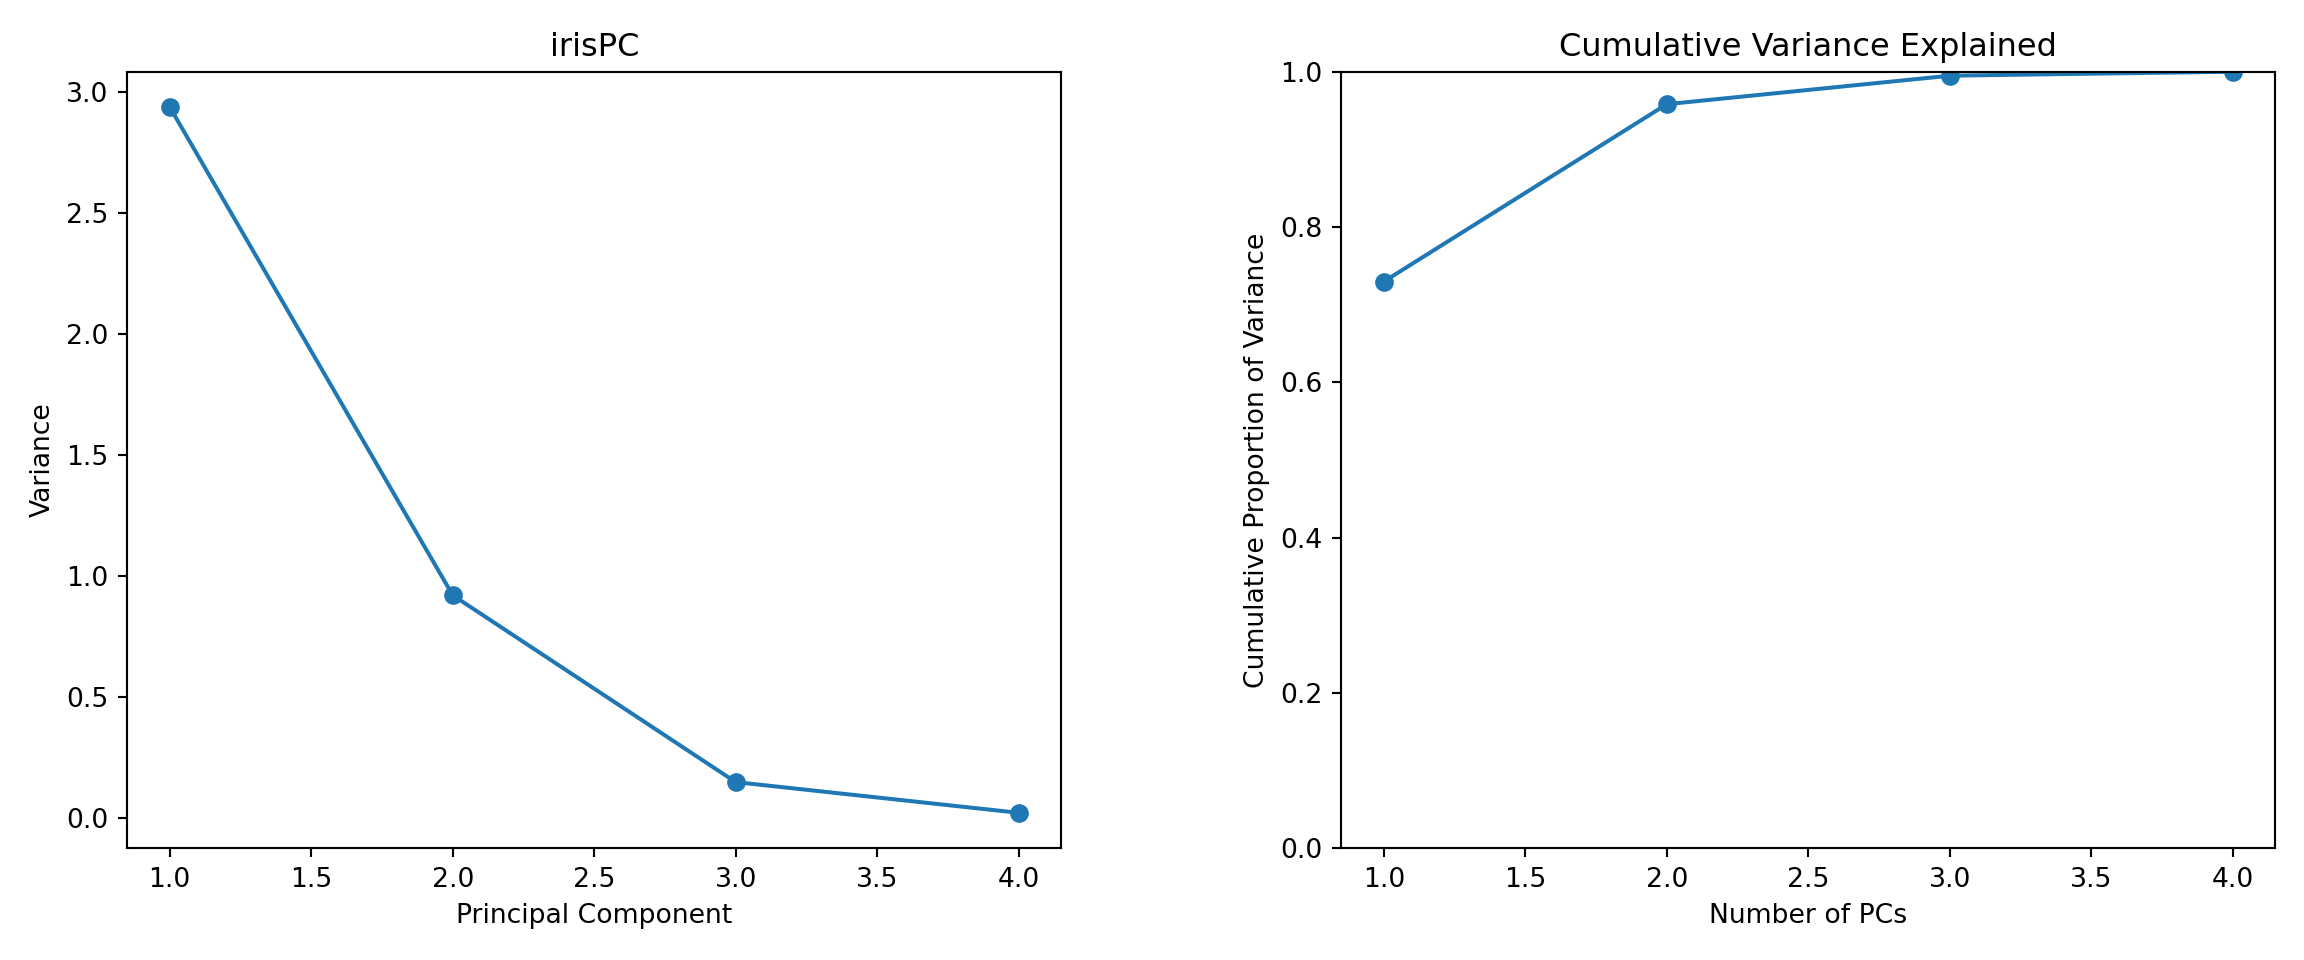 irisPC
Variance
3.0
2.5
2.0
1.5
1.0
0.5
0.0
1.0 1.5 2.0 2.5 3.0 3.5 4.0
Principal Component
Cumulative Variance Explained
Cumulative Proportion of Variance
1.0
0.8
0.6
0.4
0.2
0.0
1.0 1.5 2.0 2.5 3.0 3.5 4.0
Number of PCs